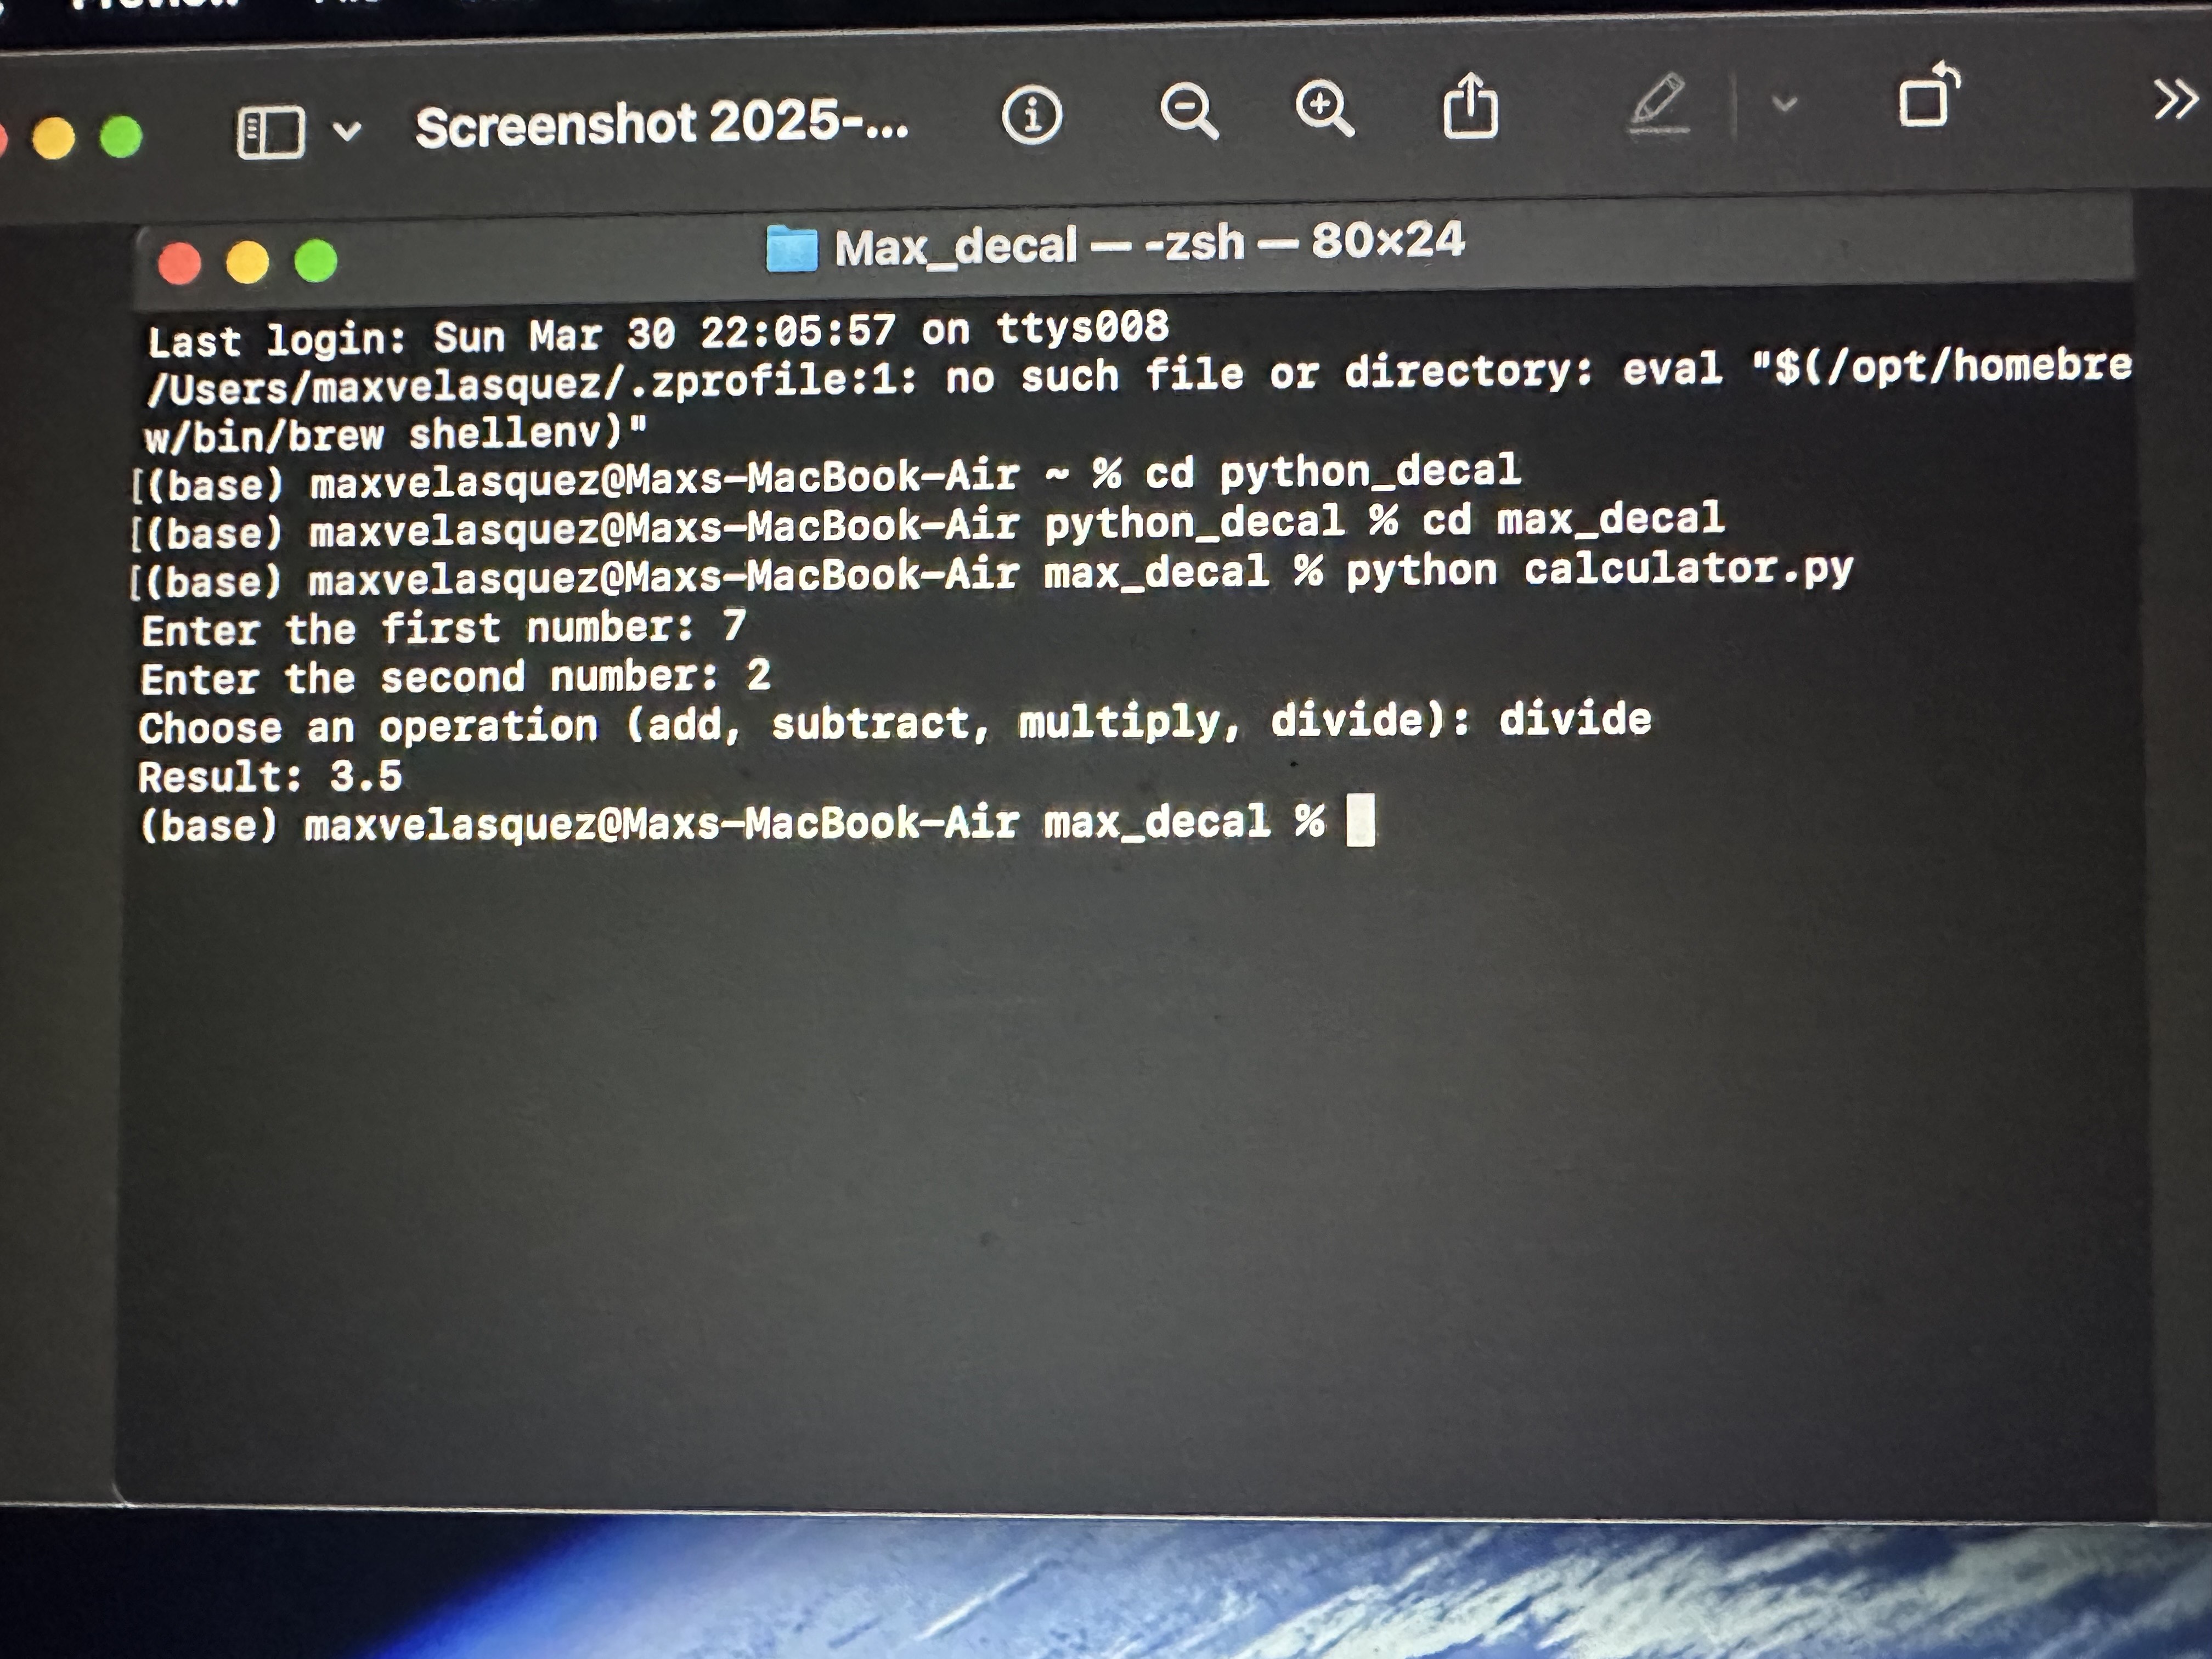 Screenshot 2025-...
Max_decal — -zsh — 80×24
Last login: Sun Mar 30 22:05:57 on ttys008
/Users/maxvelasquez/.zprofile:1: no such file or directory: eval "$(/opt/homebre
w/bin/brew shellenv)"
[(base) maxvelasquez@Maxs-MacBook-Air ~ % cd python_decal
[(base) maxvelasquez@Maxs-MacBook-Air python_decal % cd max_decal
[(base) maxvelasquez@Maxs-MacBook-Air max_decal % python calculator.py
Enter the first number: 7
Enter the second number: 2
Choose an operation (add, subtract, multiply, divide): divide
Result: 3.5
(base) maxvelasquez@Maxs-MacBook-Air max_decal %